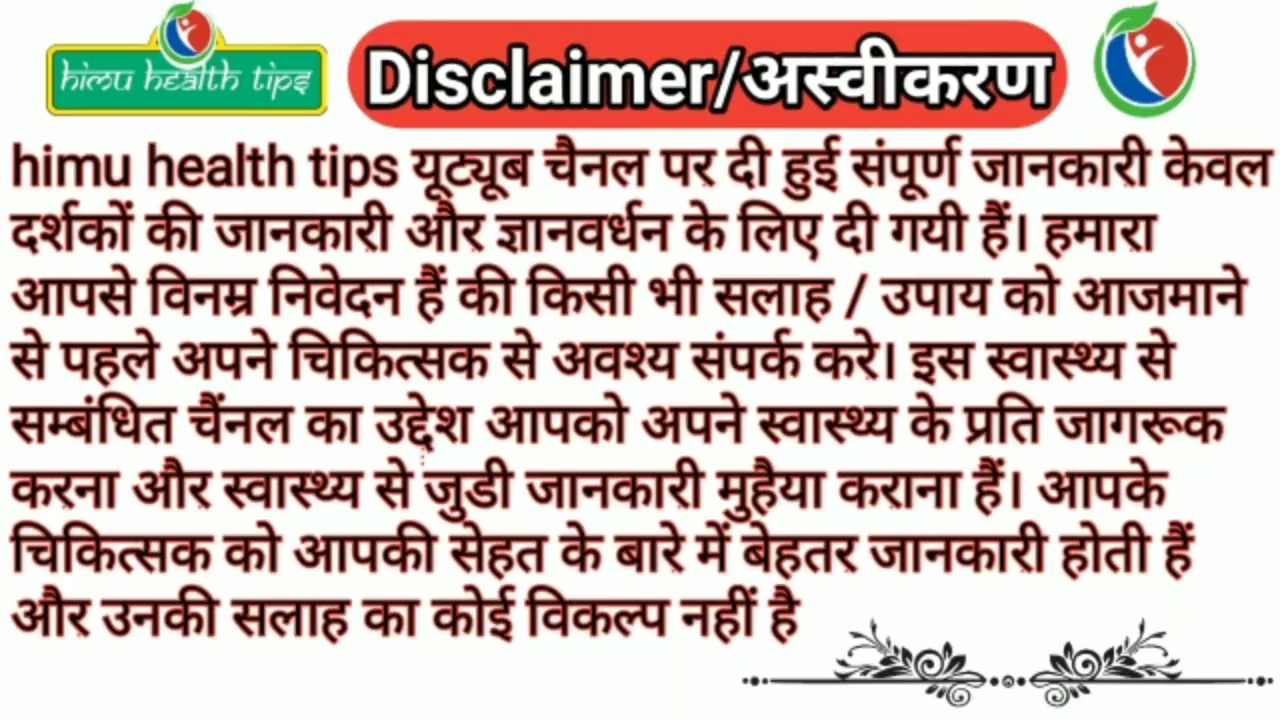 himu health tips
Disclaimer/अस्वीकरण
himu health tips यूट्यूब चैनल पर दी हुई संपूर्ण जानकारी केवल
दर्शकों की जानकारी और ज्ञानवर्धन के लिए दी गयी हैं। हमारा
आपसे विनम्र निवेदन हैं की किसी भी सलाह / उपाय को आजमाने
से पहले अपने चिकित्सक से अवश्य संपर्क करे। इस स्वास्थ्य से
सम्बंधित चैंनल का उद्देश आपको अपने स्वास्थ्य के प्रति जागरूक
करना और स्वास्थ्य से जुडी जानकारी मुहैया कराना हैं। आपके
चिकित्सक को आपकी सेहत के बारे में बेहतर जानकारी होती हैं
और उनकी सलाह का कोई विकल्प नहीं है